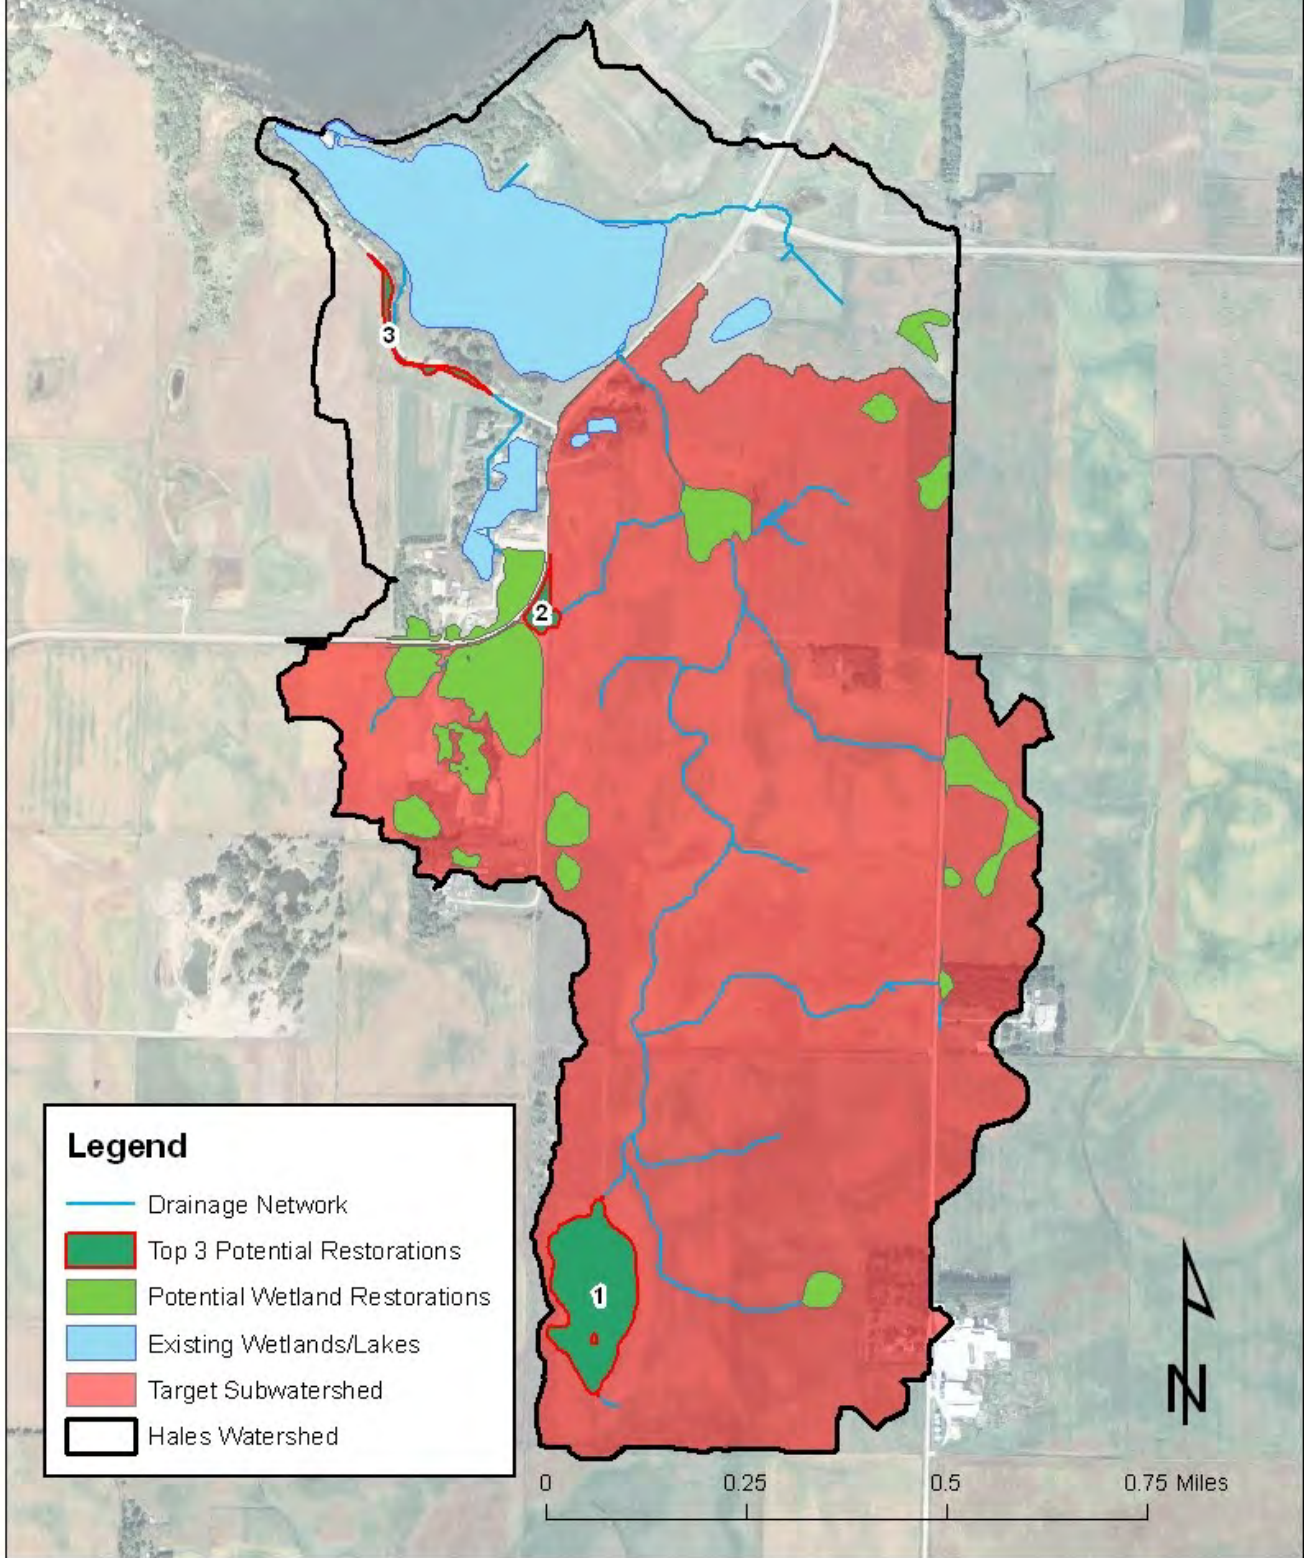 3
2
1
Legend
Drainage Network
Top 3 Potential Restorations
Potential Wetland Restorations
Existing Wetlands/Lakes
Target Subwatershed
Hales Watershed
N
0 0.25 0.5 0.75 Miles